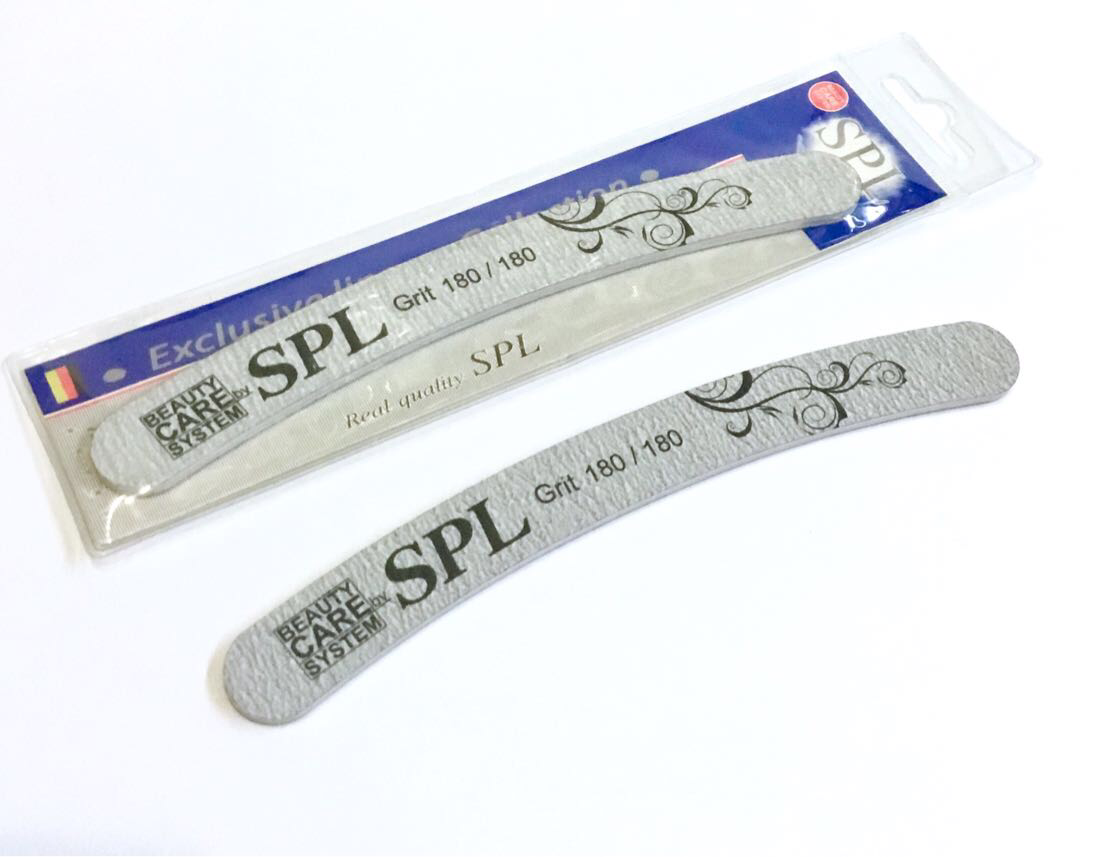 SPL
Exclusive line collection
BEAUTY
CARE
SYSTEM
by
SPL
Grit 180 / 180
Real quality SPL
BEAUTY
CARE
SYSTEM
by
SPL
Grit 180 / 180